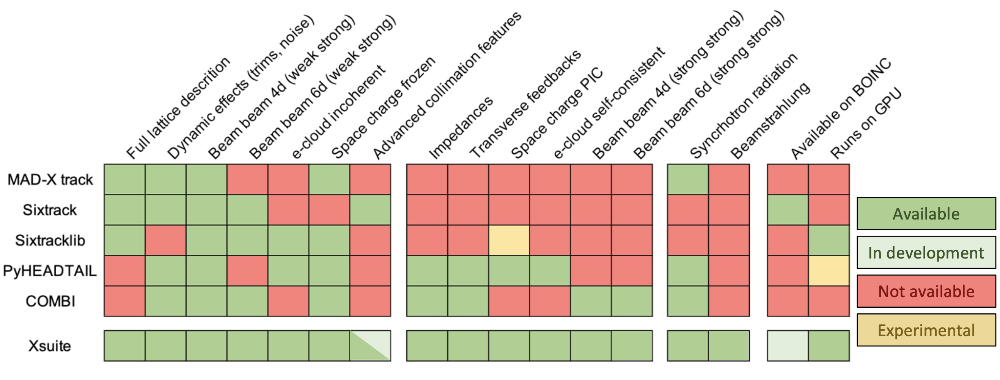 Full lattice descrition
Dynamic effects (trims, noise)
Beam beam 4d (weak strong)
Beam beam 6d (weak strong)
e-cloud incoherent
Space charge frozen
Advanced collimation features
Impedances
Transverse feedbacks
Space charge PIC
e-cloud self-consistent
Beam beam 4d (strong strong)
Beam beam 6d (strong strong)
Syncrhotron radiation
Beamstrahlung
Available on BOINC
Runs on GPU
MAD-X track
Sixtrack
Sixtracklib
PyHEADTAIL
COMBI
Xsuite
Available
In development
Not available
Experimental